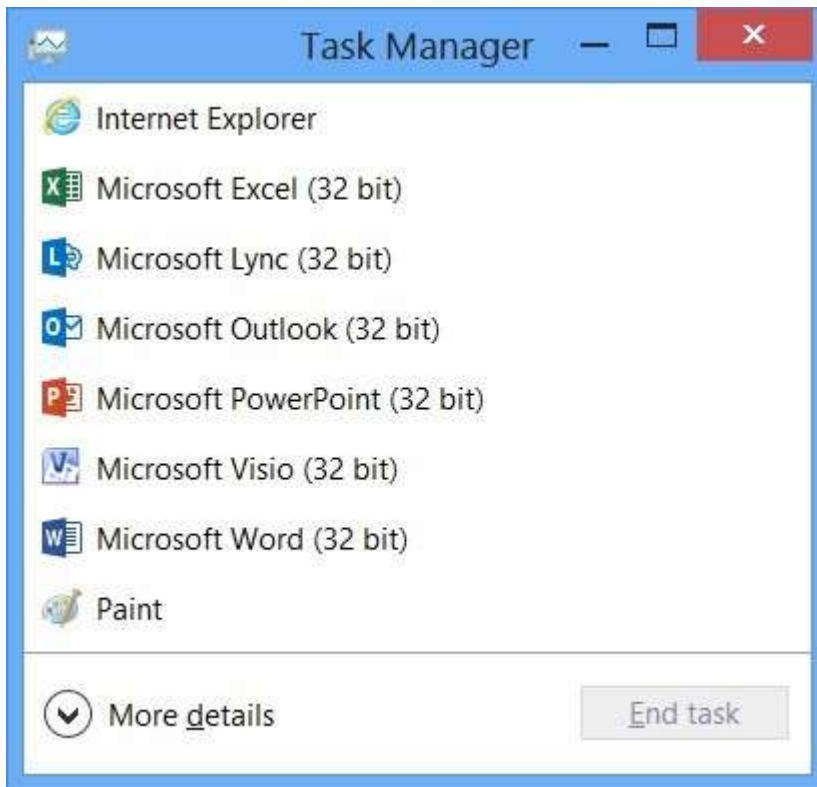 Task Manager
Internet Explorer
Microsoft Excel (32 bit)
Microsoft Lync (32 bit)
Microsoft Outlook (32 bit)
Microsoft PowerPoint (32 bit)
Microsoft Visio (32 bit)
Microsoft Word (32 bit)
Paint
More details
End task